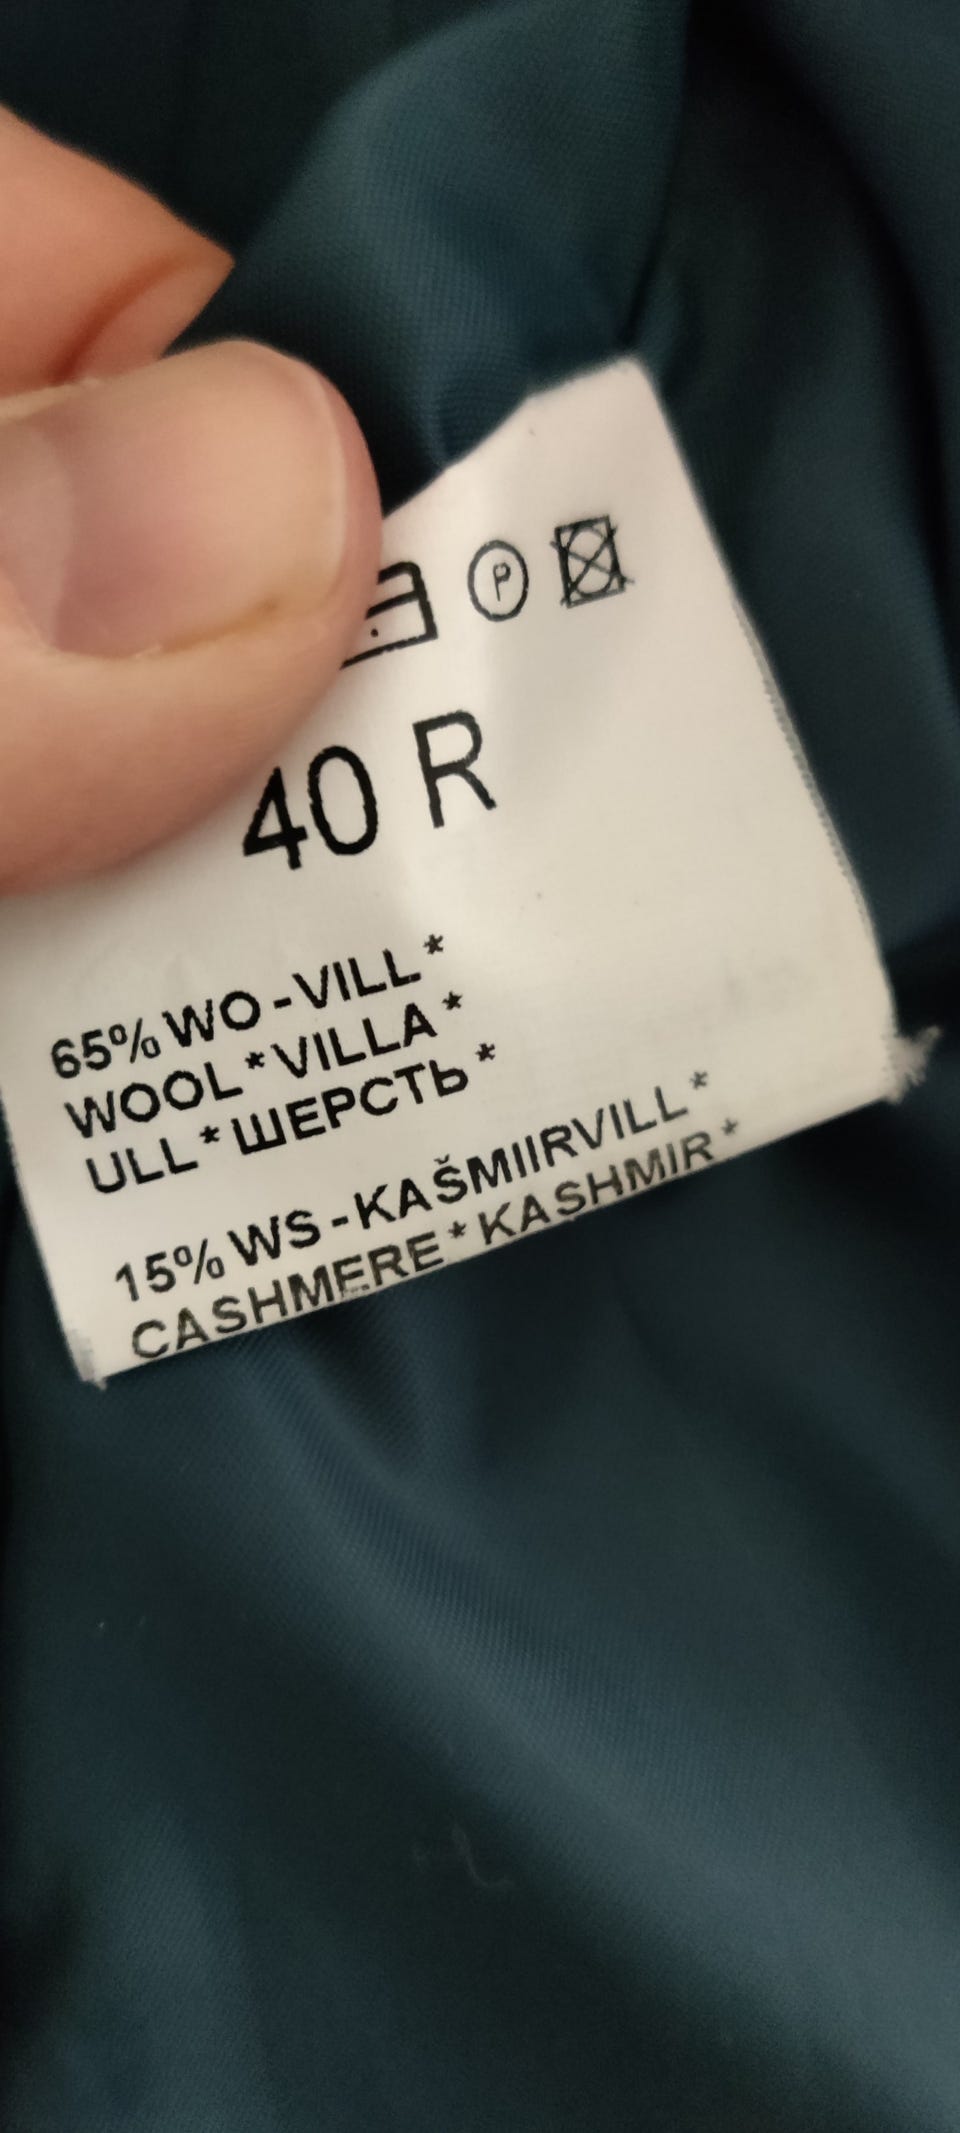 P
40 R
65% WO - VILL *
WOOL * VILLA *
ULL * ШЕРСТЬ *
15% WS - KAŠMIIRVILL *
CASHMERE * KASHMIR *